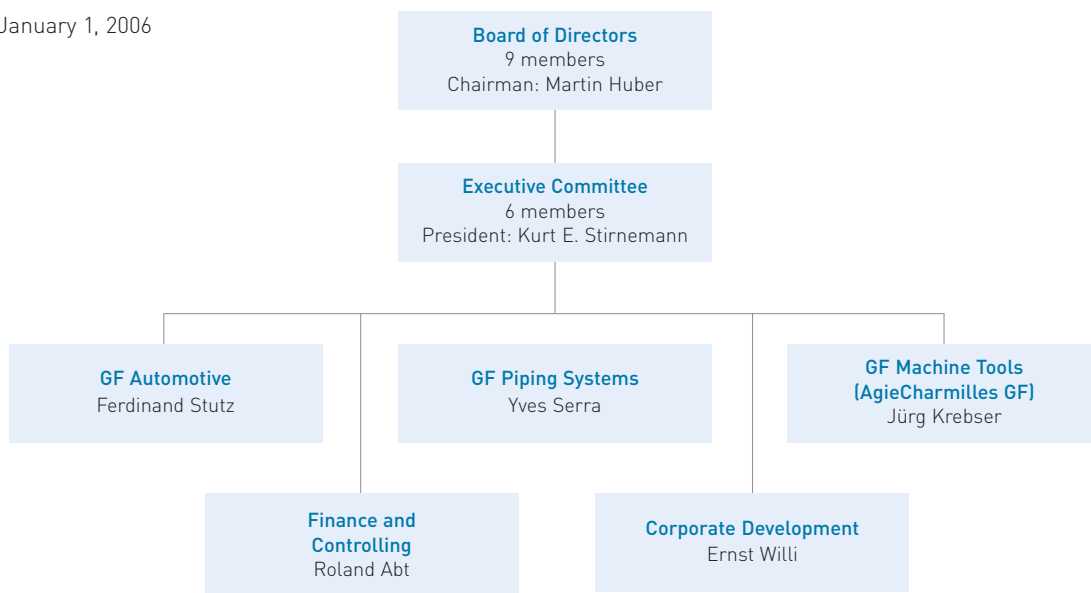 January 1, 2006
Board of Directors
9 members
Chairman: Martin Huber
Executive Committee
6 members
President: Kurt E. Stirnemann
GF Automotive
Ferdinand Stutz
GF Piping Systems
Yves Serra
GF Machine Tools
(AgieCharmilles GF)
Jürg Krebser
Finance and
Controlling
Roland Abt
Corporate Development
Ernst Willi